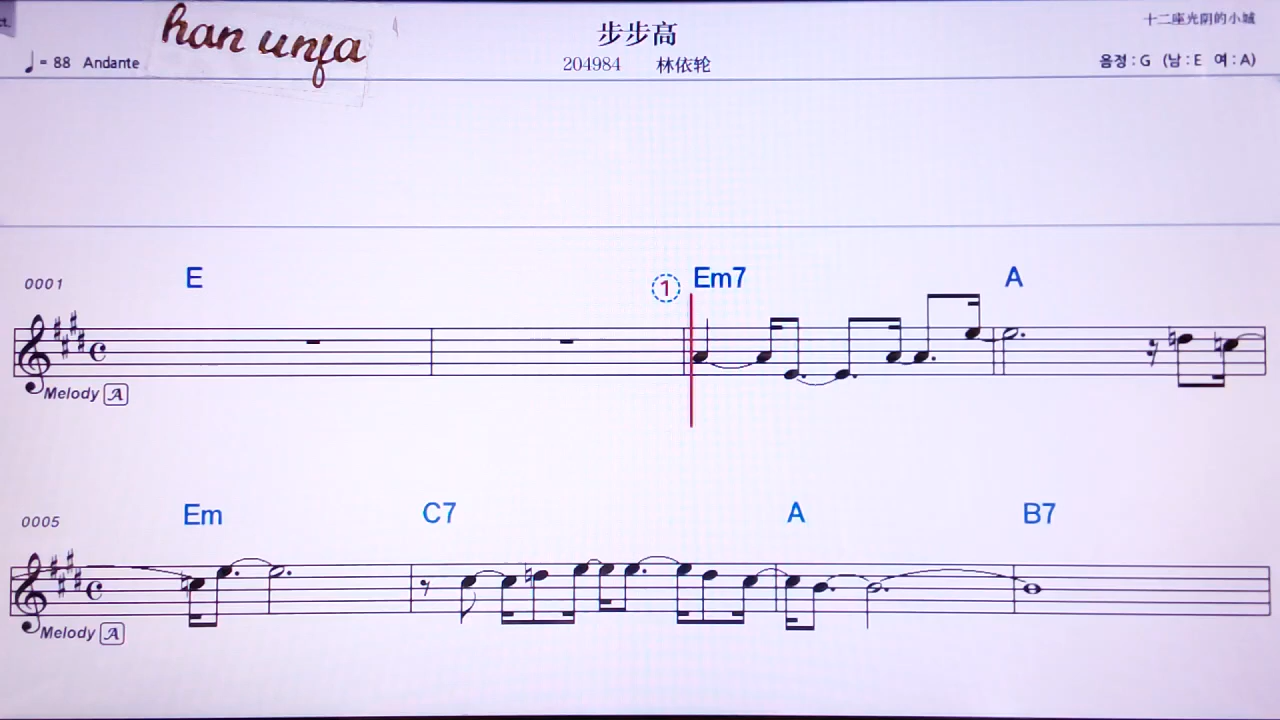 ct.
han unja
步步高
十二座光阴的小城
♩= 88 Andante
204984 林依轮
음정 : G (남 : E 여 : A)
0001
E
① Em7
A
Melody A
0005
Em
C7
A
B7
Melody A